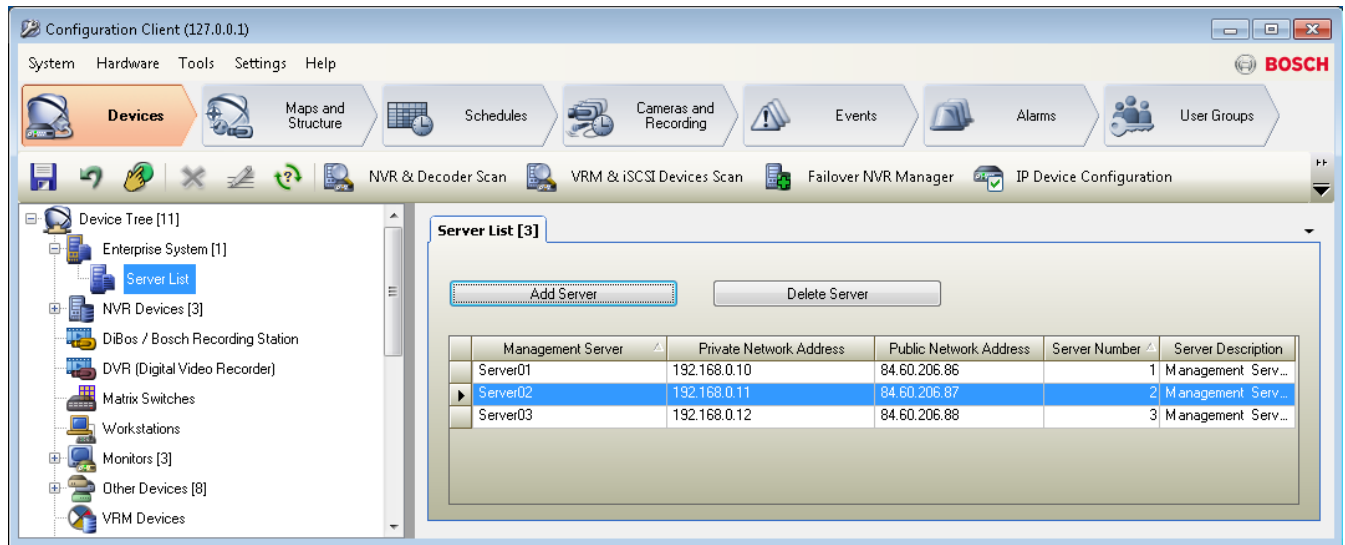 Configuration Client (127.0.0.1)
System Hardware Tools Settings Help
BOSCH
Devices
Maps and
Structure
Schedules
Cameras and
Recording
Events
Alarms
User Groups
NVR & Decoder Scan VRM & iSCSI Devices Scan Failover NVR Manager IP Device Configuration
Device Tree [11]
Enterprise System [1]
Server List
NVR Devices [3]
DiBos / Bosch Recording Station
DVR (Digital Video Recorder)
Matrix Switches
Workstations
Monitors [3]
Other Devices [8]
VRM Devices
Server List [3]
Add Server Delete Server
Management Server Private Network Address Public Network Address Server Number Server Description
Server01 192.168.0.10 84.60.206.86 1 Management Serv...
Server02 192.168.0.11 84.60.206.87 2 Management Serv...
Server03 192.168.0.12 84.60.206.88 3 Management Serv...